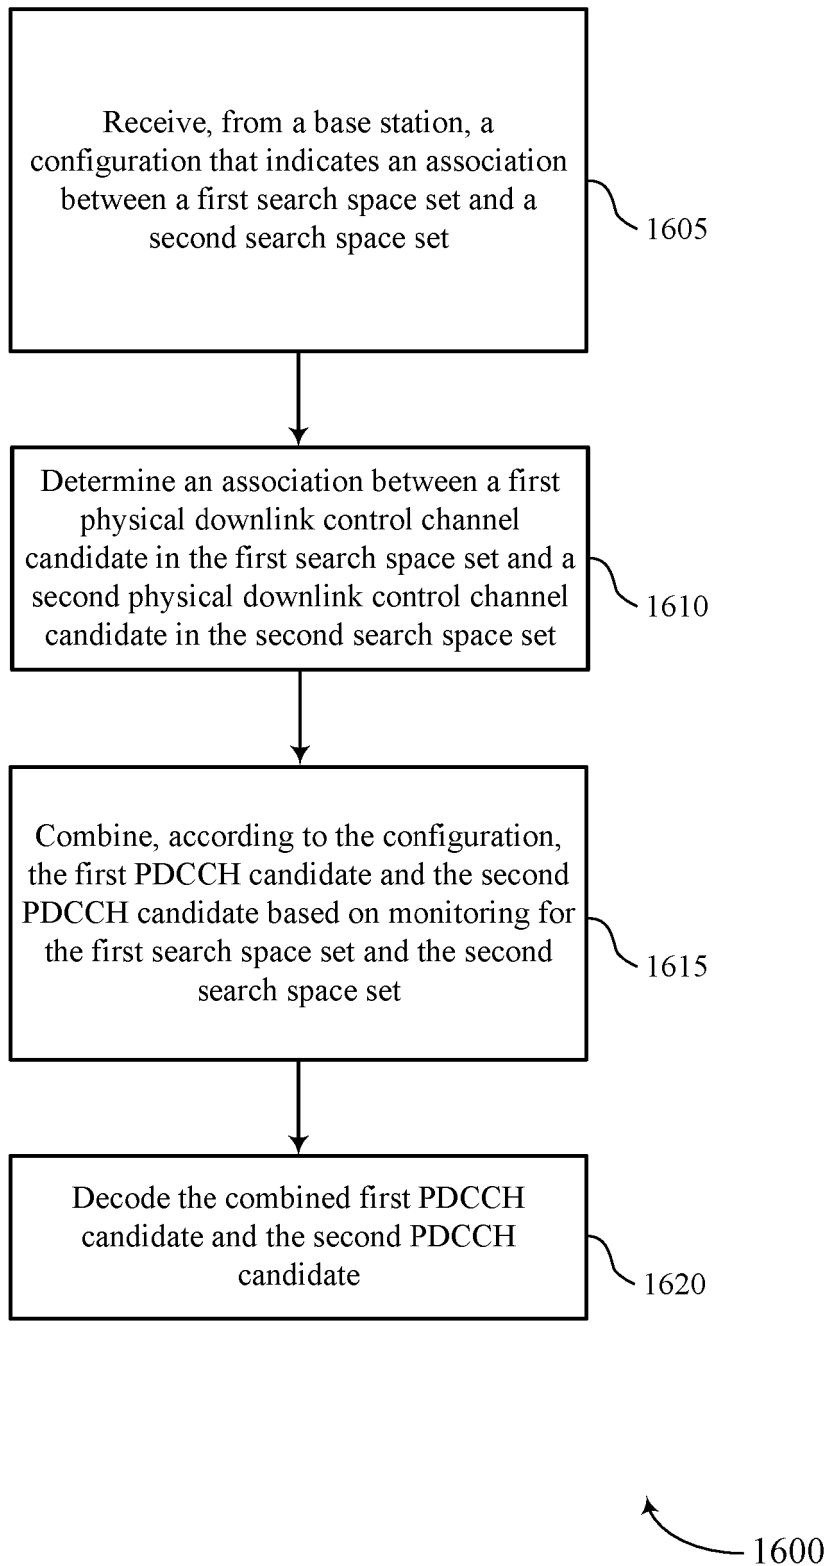 Receive, from a base station, a
configuration that indicates an association
between a first search space set and a
second search space set
1605
Determine an association between a first
physical downlink control channel
candidate in the first search space set and a
second physical downlink control channel
candidate in the second search space set
1610
Combine, according to the configuration,
the first PDCCH candidate and the second
PDCCH candidate based on monitoring for
the first search space set and the second
search space set
1615
Decode the combined first PDCCH
candidate and the second PDCCH
candidate
1620
1600